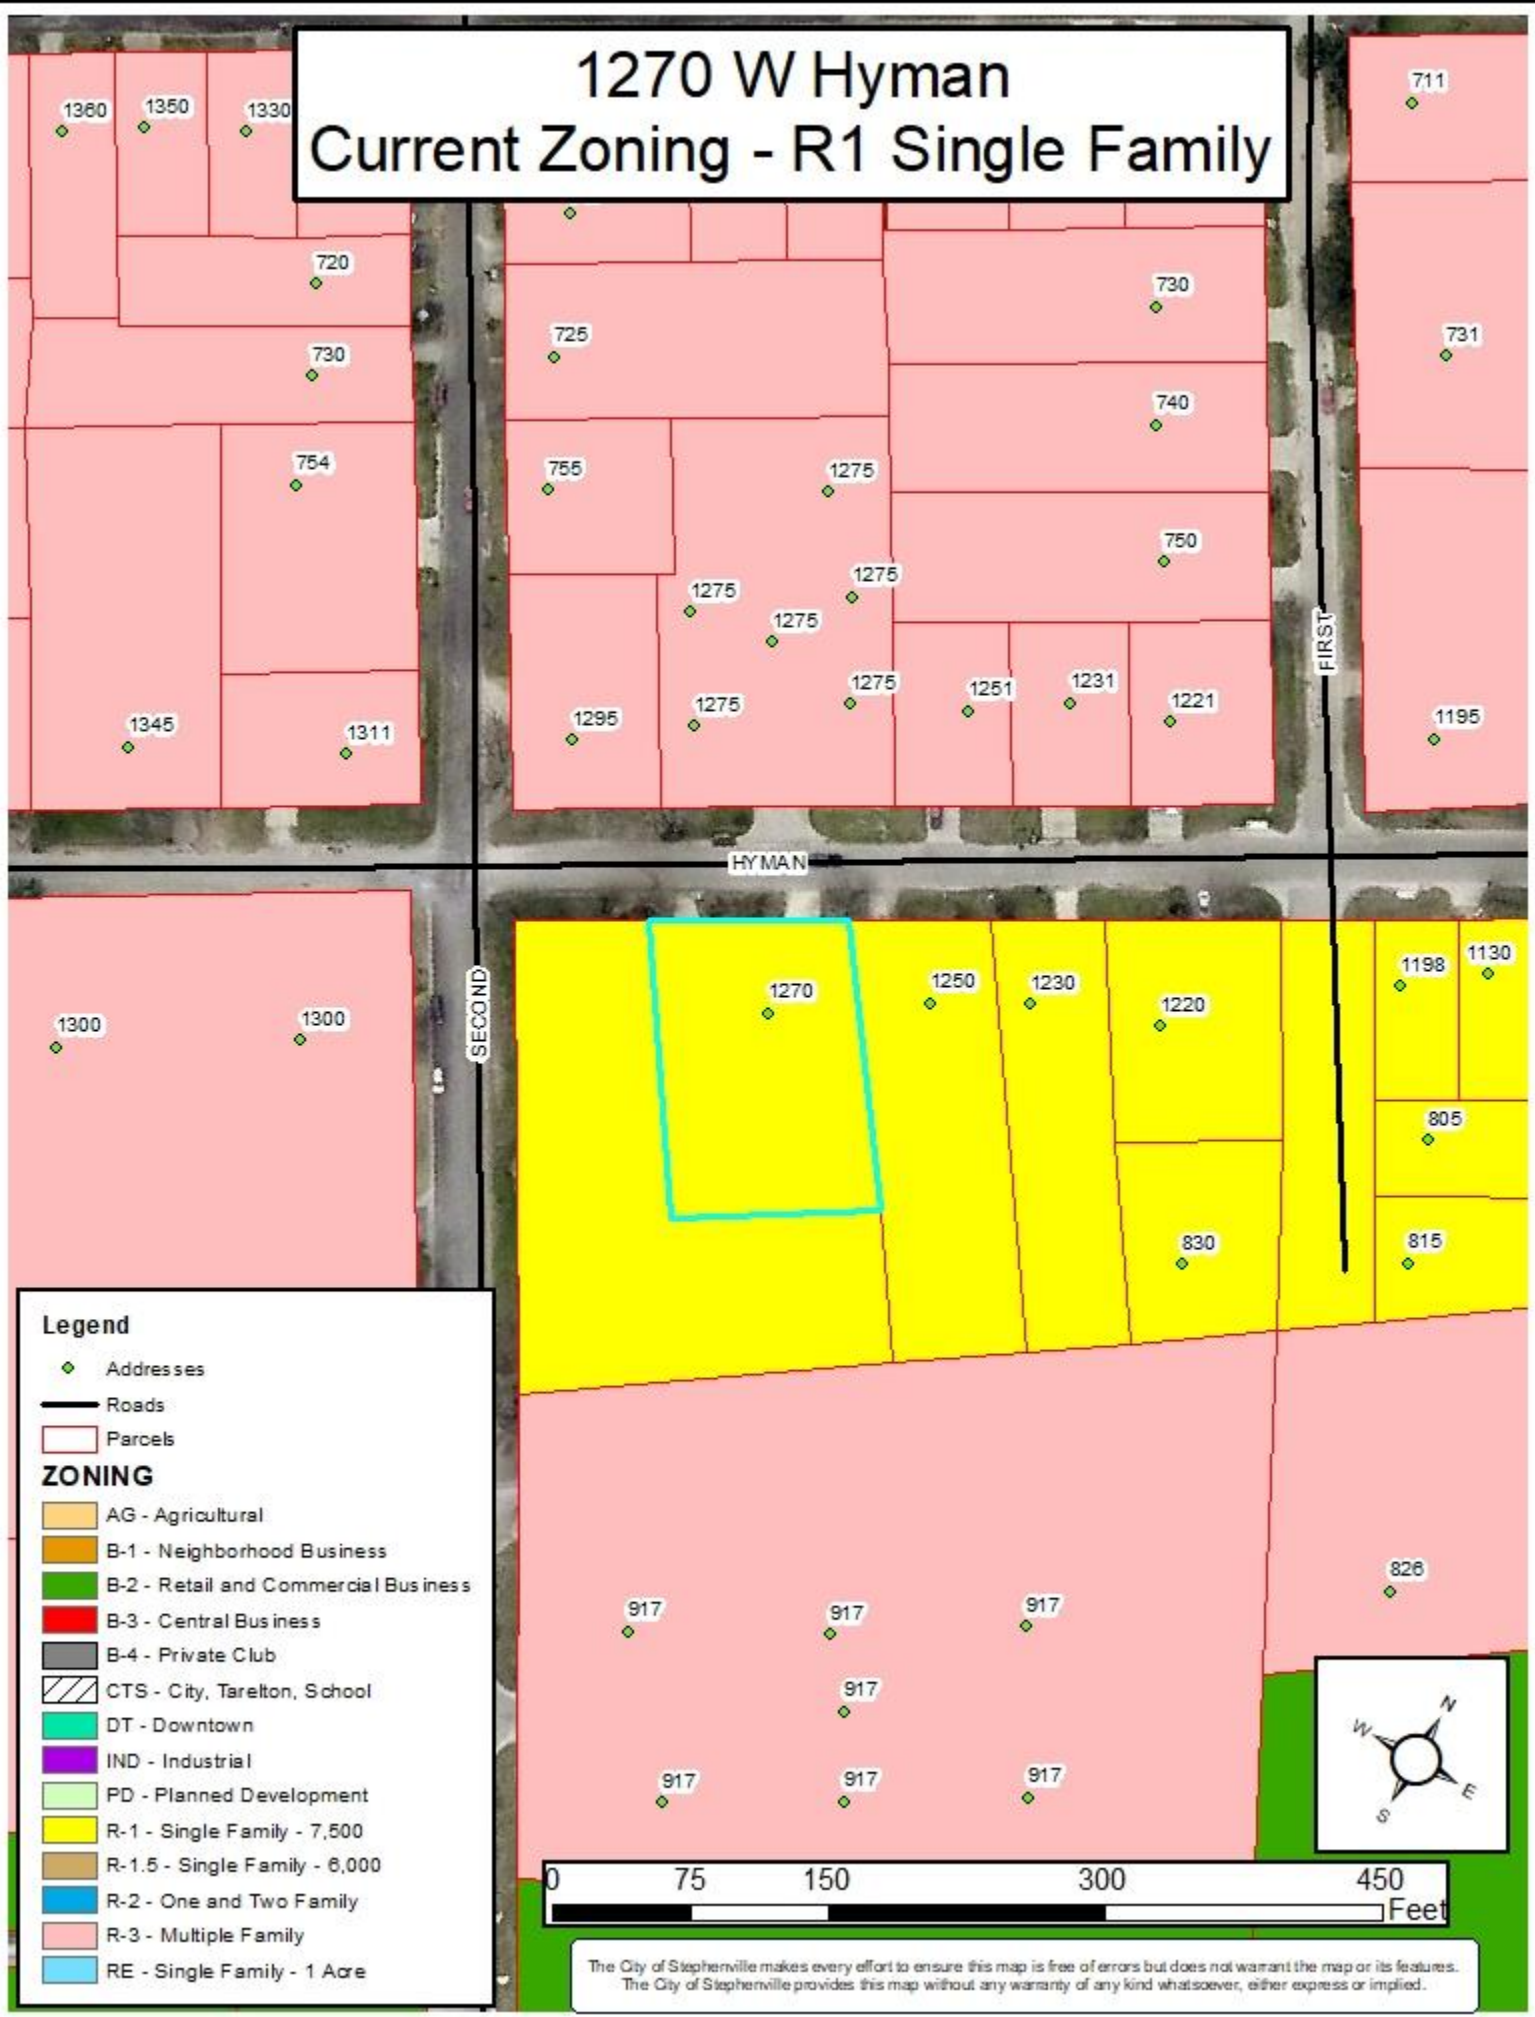 1270 W Hyman
Current Zoning - R1 Single Family
1360
1350
1330
711
720
730
725
730
731
740
754
755
1275
750
1275
1275
1275
1275
1275
1251
1231
1221
1295
1345
1311
1195
FIRST
HYMAN
SECOND
1270
1250
1230
1220
1198
1130
1300
1300
805
830
815
917
917
917
826
917
917
917
917
Legend
Addresses
Roads
Parcels
ZONING
AG - Agricultural
B-1 - Neighborhood Business
B-2 - Retail and Commercial Business
B-3 - Central Business
B-4 - Private Club
CTS - City, Tarelton, School
DT - Downtown
IND - Industrial
PD - Planned Development
R-1 - Single Family - 7,500
R-1.5 - Single Family - 6,000
R-2 - One and Two Family
R-3 - Multiple Family
RE - Single Family - 1 Acre
N
W
E
S
0 75 150 300 450
Feet
The City of Stephenville makes every effort to ensure this map is free of errors but does not warrant the map or its features.
The City of Stephenville provides this map without any warranty of any kind whatsoever, either express or implied.